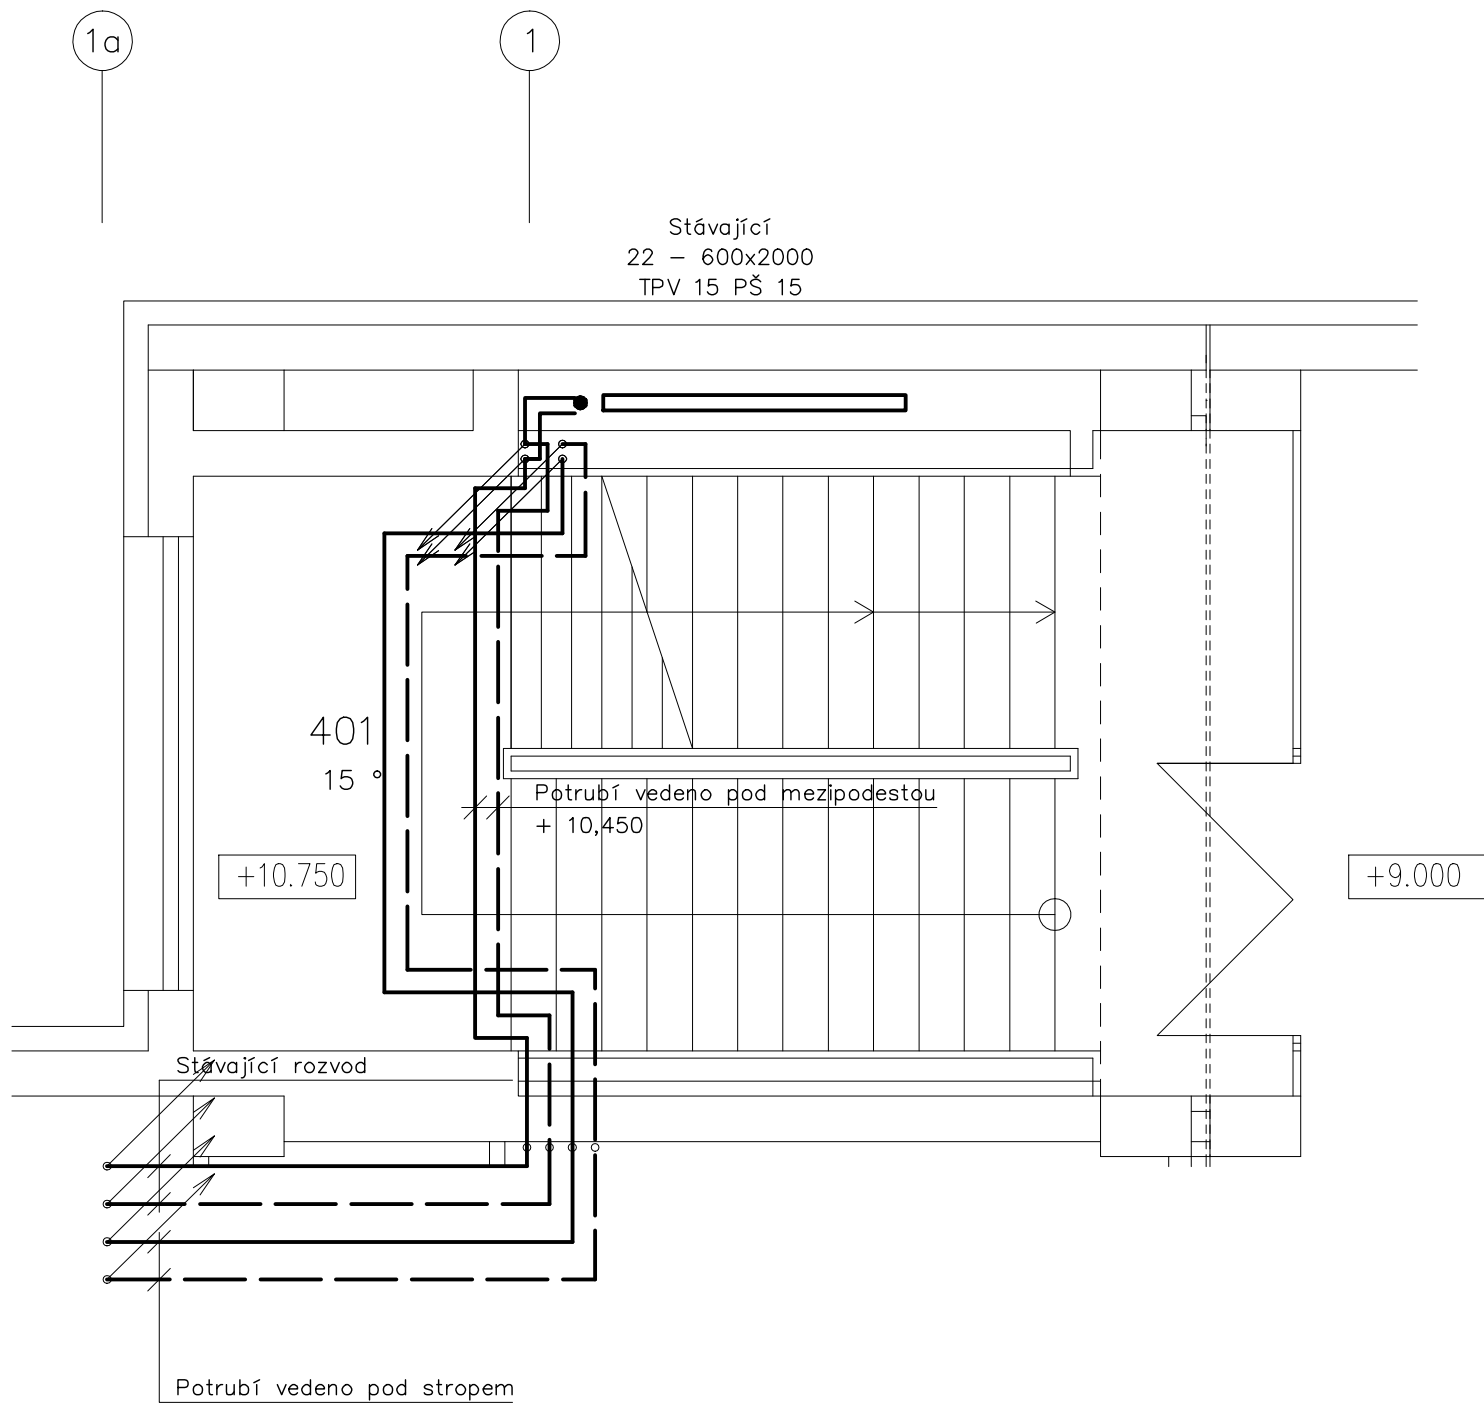 1a
1
Stávající
22 – 600x2000
TPV 15 PŠ 15
401
15 °
Potrubí vedeno pod mezipodestou
+ 10,450
+10.750
+9.000
Stávající rozvod
Potrubí vedeno pod stropem